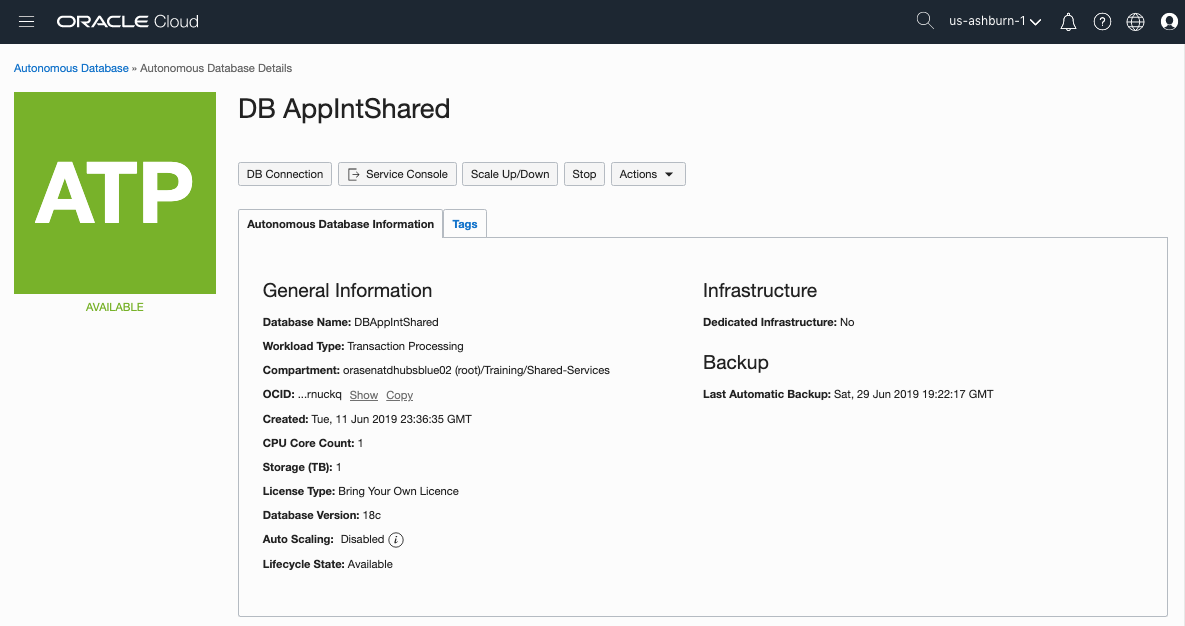 ORACLE Cloud
us-ashburn-1
Autonomous Database » Autonomous Database Details
ATP
AVAILABLE
DB AppIntShared
DB Connection
Service Console
Scale Up/Down
Stop
Actions
Autonomous Database Information
Tags
General Information
Database Name: DBAppIntShared
Workload Type: Transaction Processing
Compartment: orasenatdhubsblue02 (root)/Training/Shared-Services
OCID: ...rnuckq Show Copy
Created: Tue, 11 Jun 2019 23:36:35 GMT
CPU Core Count: 1
Storage (TB): 1
License Type: Bring Your Own Licence
Database Version: 18c
Auto Scaling: Disabled i
Lifecycle State: Available
Infrastructure
Dedicated Infrastructure: No
Backup
Last Automatic Backup: Sat, 29 Jun 2019 19:22:17 GMT